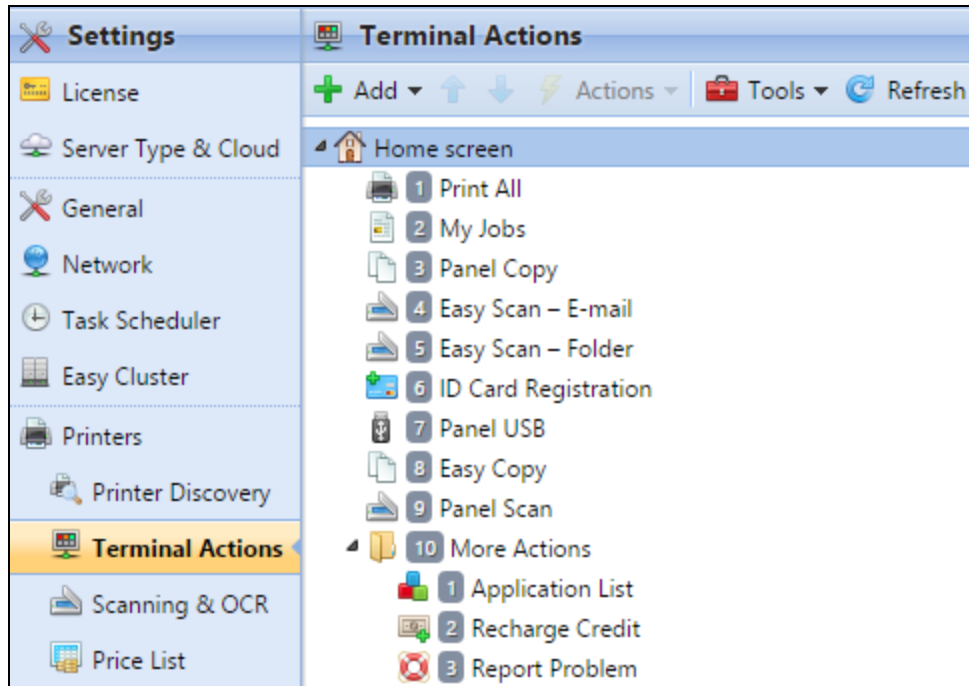 Settings
License
Server Type & Cloud
General
Network
Task Scheduler
Easy Cluster
Printers
Printer Discovery
Terminal Actions
Scanning & OCR
Price List
Terminal Actions
Add Actions Tools Refresh
Home screen
1 Print All
2 My Jobs
3 Panel Copy
4 Easy Scan – E-mail
5 Easy Scan – Folder
6 ID Card Registration
7 Panel USB
8 Easy Copy
9 Panel Scan
10 More Actions
1 Application List
2 Recharge Credit
3 Report Problem